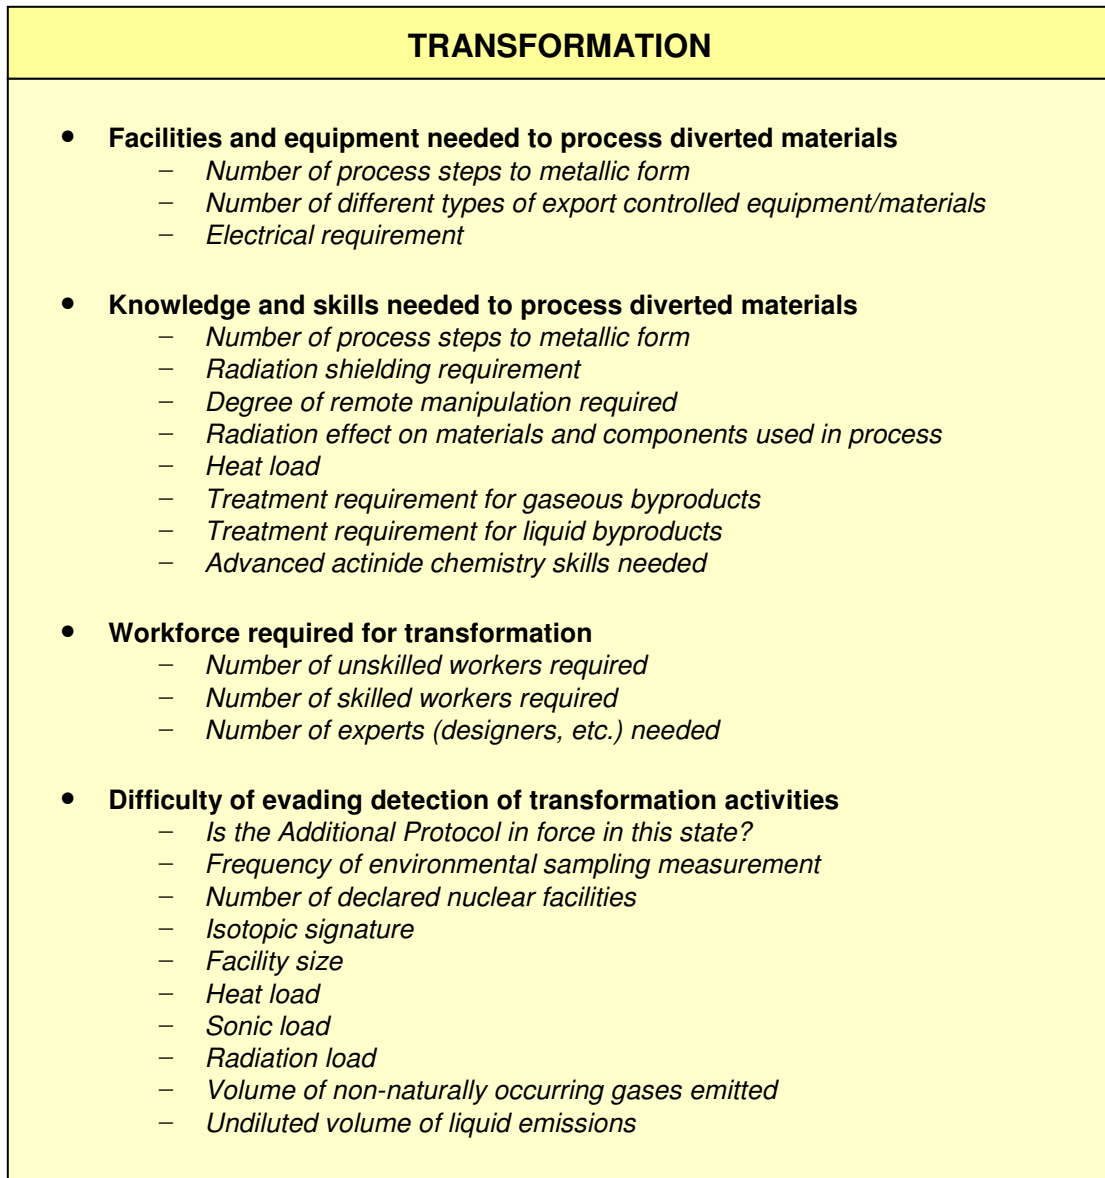 TRANSFORMATION
• Facilities and equipment needed to process diverted materials
– Number of process steps to metallic form
– Number of different types of export controlled equipment/materials
– Electrical requirement
• Knowledge and skills needed to process diverted materials
– Number of process steps to metallic form
– Radiation shielding requirement
– Degree of remote manipulation required
– Radiation effect on materials and components used in process
– Heat load
– Treatment requirement for gaseous byproducts
– Treatment requirement for liquid byproducts
– Advanced actinide chemistry skills needed
• Workforce required for transformation
– Number of unskilled workers required
– Number of skilled workers required
– Number of experts (designers, etc.) needed
• Difficulty of evading detection of transformation activities
– Is the Additional Protocol in force in this state?
– Frequency of environmental sampling measurement
– Number of declared nuclear facilities
– Isotopic signature
– Facility size
– Heat load
– Sonic load
– Radiation load
– Volume of non-naturally occurring gases emitted
– Undiluted volume of liquid emissions